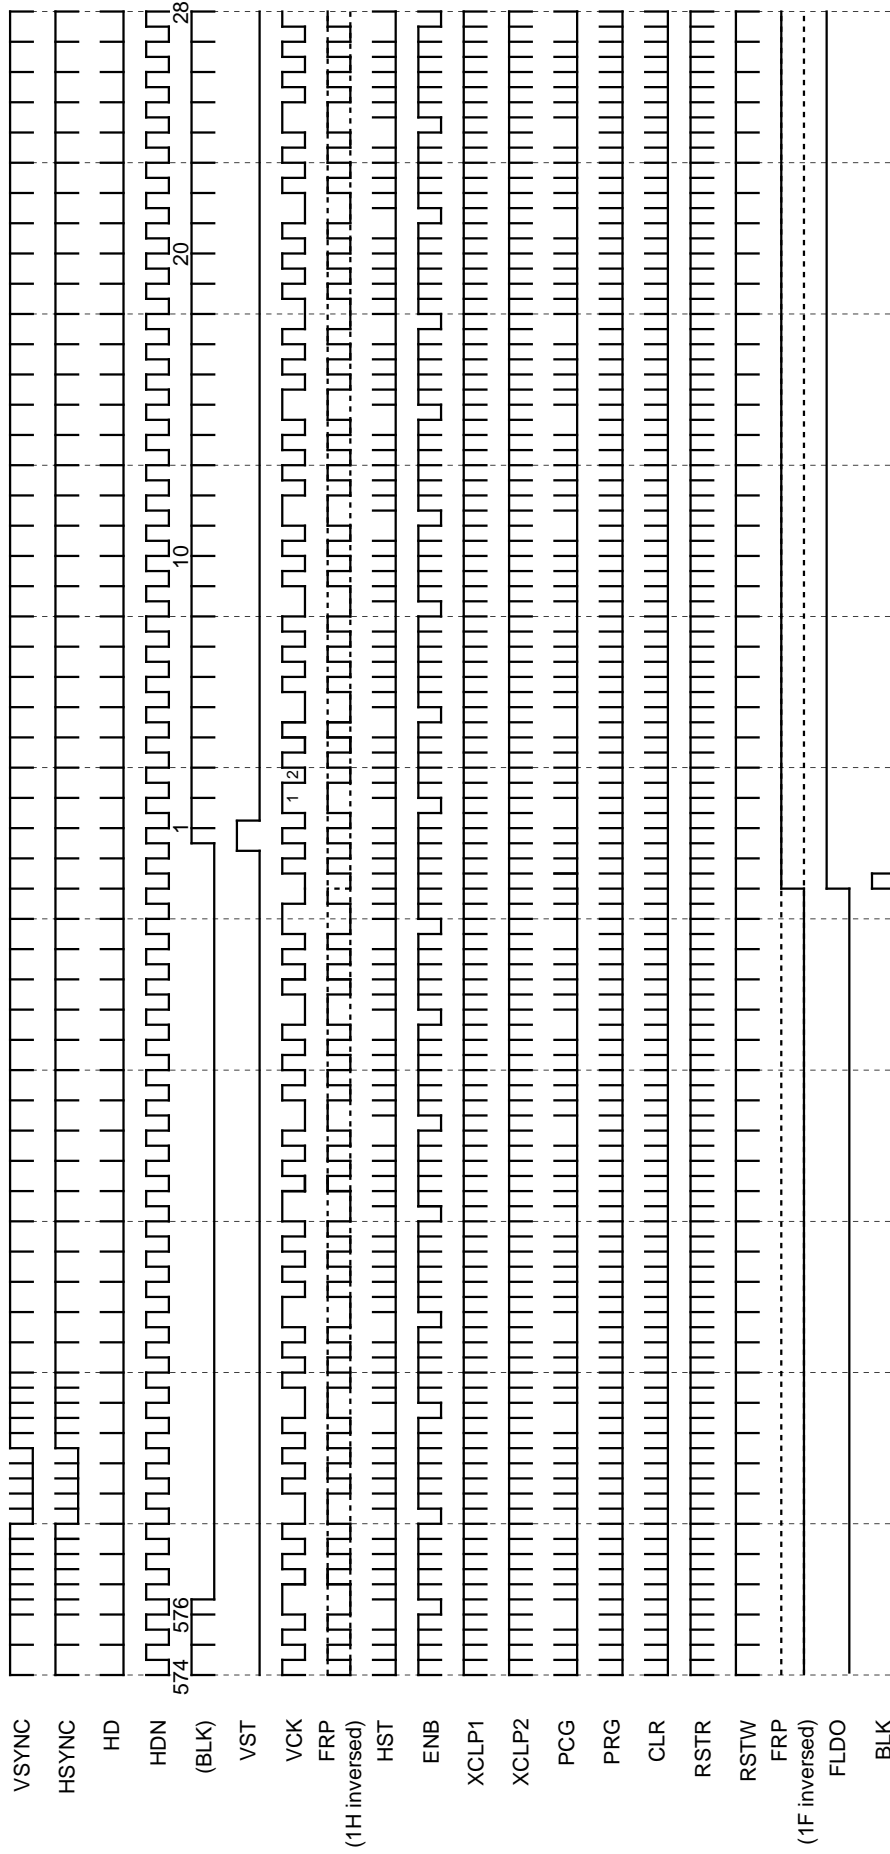 VSYNC
HSYNC
HD
HDN
(BLK)
574 576 1 10 20 28
VST
VCK
1 2
FRP
(1H inversed)
HST
ENB
XCLP1
XCLP2
PCG
PRG
CLR
RSTR
RSTW
FRP
(1F inversed)
FLDO
BLK